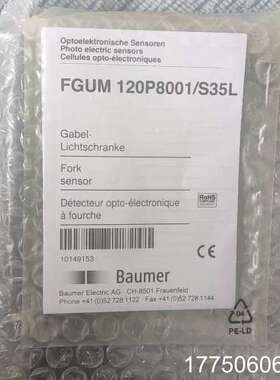 Optoelektronische Sensoren
Photo electric sensors
Cellules opto-électroniques
FGUM 120P8001/S35L
Gabel-
Lichtschranke
Fork
sensor
RoHS
Détecteur opto-électronique
à fourche
10149153
CE
Baumer
Baumer Electric AG CH-8501 Frauenfeld
Phone +41 (0)52 728 1122 Fax +41 (0)52 728 1144
04
PE-LD
17750606